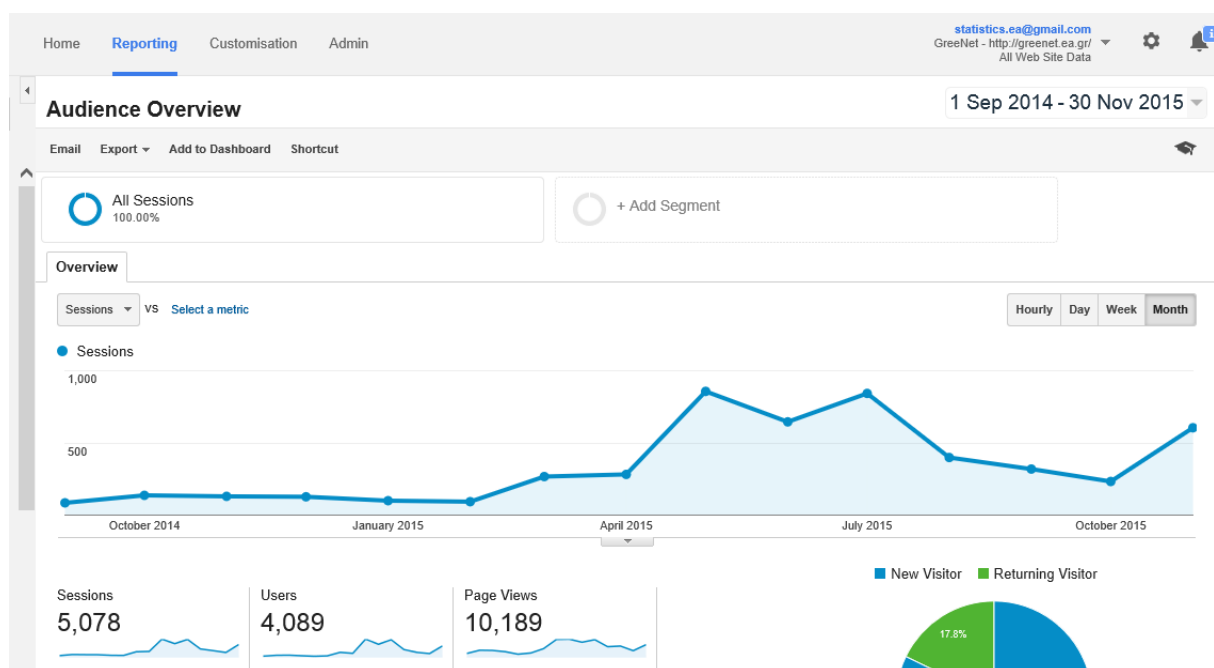 Home Reporting Customisation Admin
statistics.ea@gmail.com
GreeNet - http://greenet.ea.gr/
All Web Site Data
i
Audience Overview
1 Sep 2014 - 30 Nov 2015
Email Export Add to Dashboard Shortcut
All Sessions
100.00%
+ Add Segment
Overview
Sessions VS Select a metric
Hourly Day Week Month
Sessions
1,000
500
October 2014 January 2015 April 2015 July 2015 October 2015
New Visitor Returning Visitor
Sessions Users Page Views
5,078 4,089 10,189
17.8%